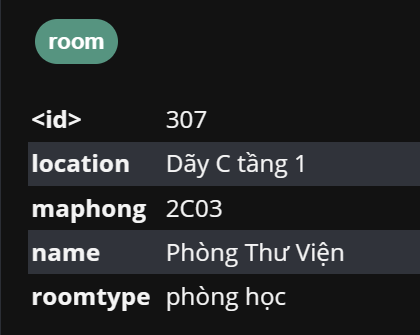 room
<id> 307
location Dãy C tầng 1
maphong 2C03
name Phòng Thư Viện
roomtype phòng học